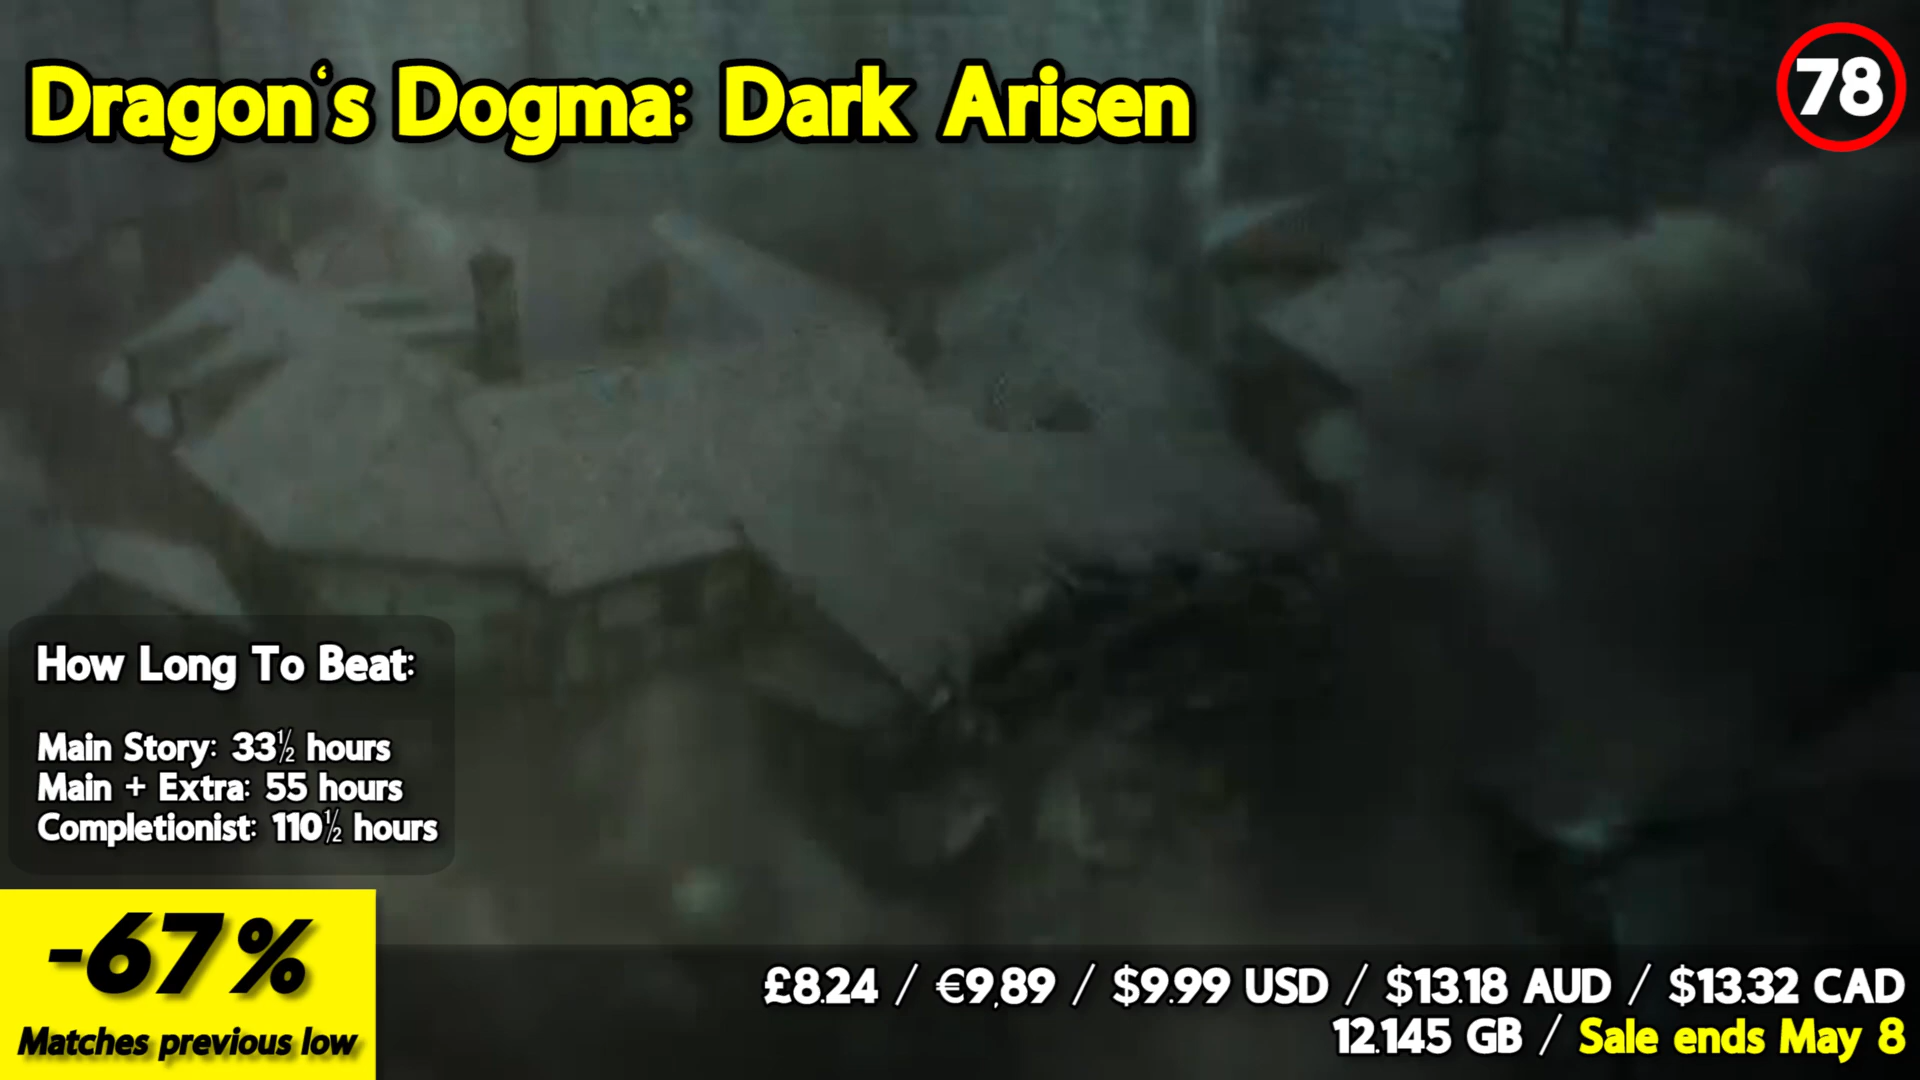 Dragon‘s Dogma: Dark Arisen
78
How Long To Beat:
Main Story: 33½ hours
Main + Extra: 55 hours
Completionist: 110½ hours
-67%
Matches previous low
£8.24 / €9,89 / $9.99 USD / $13.18 AUD / $13.32 CAD
12.145 GB / Sale ends May 8